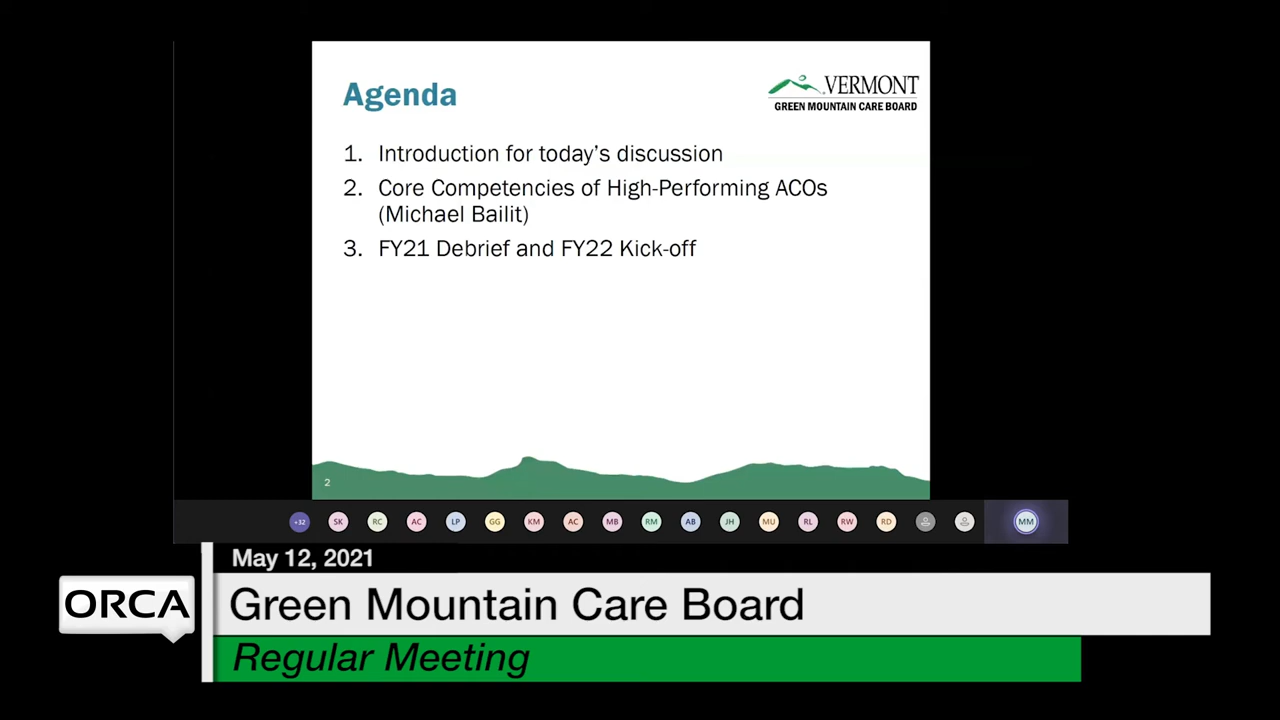 Agenda
VERMONT
GREEN MOUNTAIN CARE BOARD
1. Introduction for today's discussion
2. Core Competencies of High-Performing ACOs
(Michael Bailit)
3. FY21 Debrief and FY22 Kick-off
2
+32 SK RC AC LP GG KM AC MB RM AB JH MU RL RW RD MM
May 12, 2021
ORCA
Green Mountain Care Board
Regular Meeting